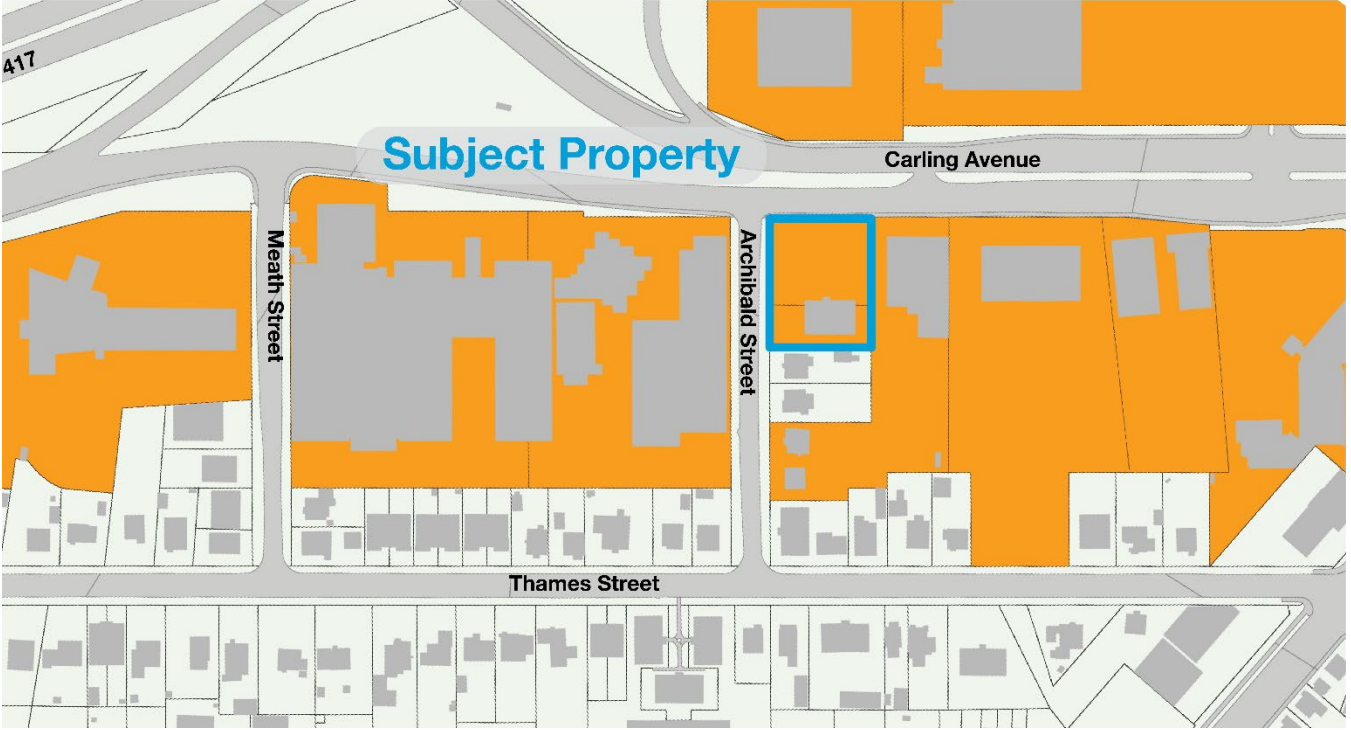 417
Subject Property
Carling Avenue
Meath Street
Archibald Street
Thames Street